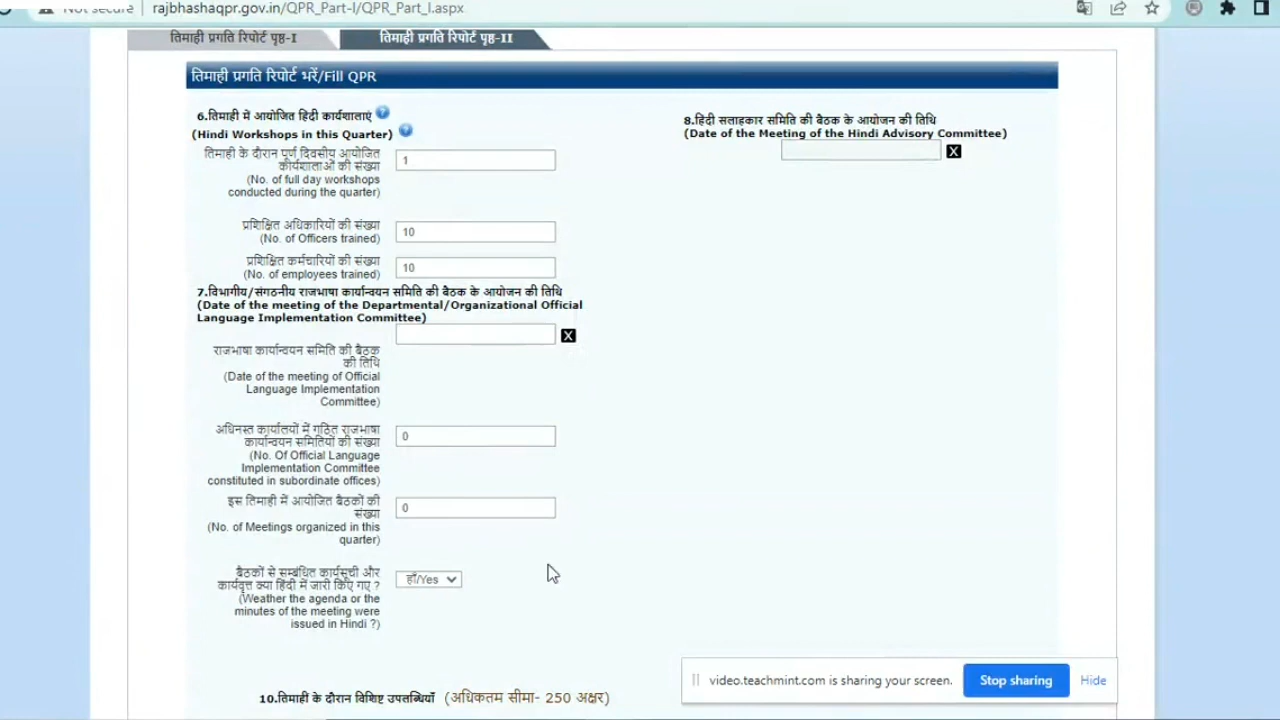 Not secure
rajbhashaqpr.gov.in/QPR_Part-I/QPR_Part_I.aspx
तिमाही प्रगति रिपोर्ट पृष्ठ-I
तिमाही प्रगति रिपोर्ट पृष्ठ-II
तिमाही प्रगति रिपोर्ट भरें/Fill QPR
6.तिमाही में आयोजित हिंदी कार्यशालाएं
(Hindi Workshops in this Quarter)
तिमाही के दौरान पूर्ण दिवसीय आयोजित
कार्यशालाओं की संख्या
(No. of full day workshops
conducted during the quarter)
1
प्रशिक्षित अधिकारियों की संख्या
(No. of Officers trained)
10
प्रशिक्षित कर्मचारियों की संख्या
(No. of employees trained)
10
7.विभागीय/संगठनीय राजभाषा कार्यान्वयन समिति की बैठक के आयोजन की तिथि
(Date of the meeting of the Departmental/Organizational Official
Language Implementation Committee)
X
राजभाषा कार्यान्वयन समिति की बैठक
की तिथि
(Date of the meeting of Official
Language Implementation
Committee)
अधिनस्त कार्यालयों में गठित राजभाषा
कार्यान्वयन समितियों की संख्या
(No. Of Official Language
Implementation Committee
constituted in subordinate offices)
0
इस तिमाही में आयोजित बैठकों की
संख्या
(No. of Meetings organized in this
quarter)
0
बैठकों से सम्बंधित कार्यसूची और
कार्यवृत्त क्या हिंदी में जारी किए गए ?
(Weather the agenda or the
minutes of the meeting were
issued in Hindi ?)
हाँ/Yes
8.हिंदी सलाहकार समिति की बैठक के आयोजन की तिथि
(Date of the Meeting of the Hindi Advisory Committee)
X
10.तिमाही के दौरान विशिष्ट उपलब्धियाँ (अधिकतम सीमा- 250 अक्षर)
video.teachmint.com is sharing your screen.
Stop sharing
Hide